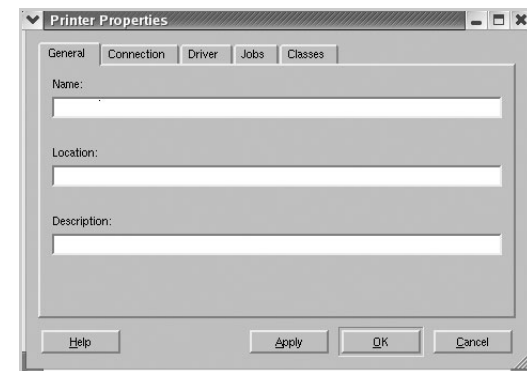 Printer Properties
General Connection Driver Jobs Classes
Name:
Location:
Description:
Help Apply OK Cancel